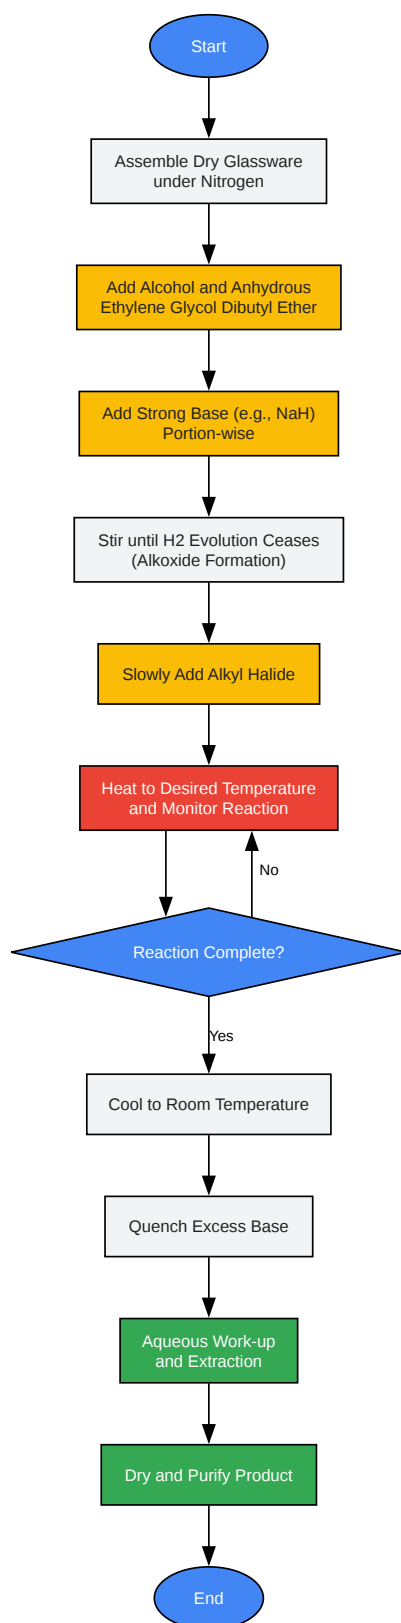 Start
Assemble Dry Glassware
under Nitrogen
Add Alcohol and Anhydrous
Ethylene Glycol Dibutyl Ether
Add Strong Base (e.g., NaH)
Portion-wise
Stir until H2 Evolution Ceases
(Alkoxide Formation)
Slowly Add Alkyl Halide
Heat to Desired Temperature
and Monitor Reaction
No
Reaction Complete?
Yes
Cool to Room Temperature
Quench Excess Base
Aqueous Work-up
and Extraction
Dry and Purify Product
End